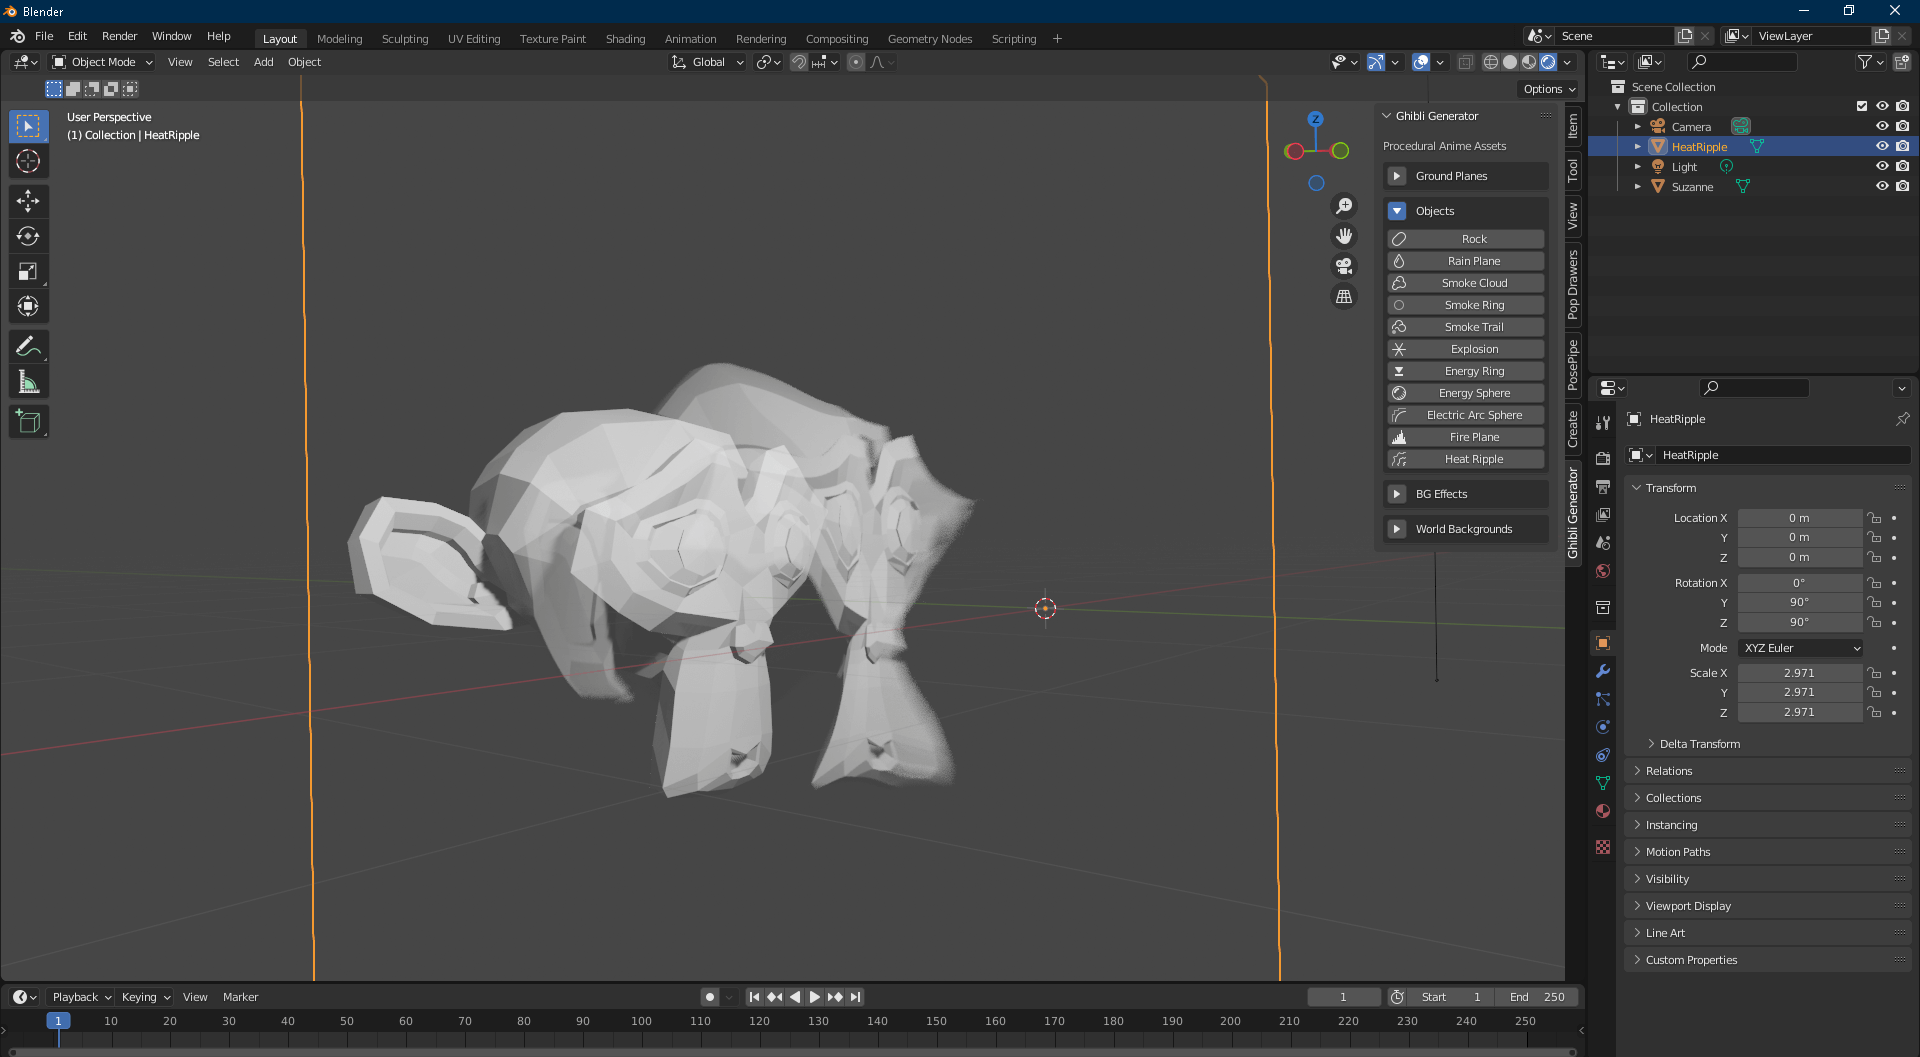 Blender
File Edit Render Window Help
Layout Modeling Sculpting UV Editing Texture Paint Shading Animation Rendering Compositing Geometry Nodes Scripting +
Scene
ViewLayer
Object Mode View Select Add Object
Global
Options
User Perspective
(1) Collection | HeatRipple
Z
Ghibli Generator
Procedural Anime Assets
Ground Planes
Objects
Rock
Rain Plane
Smoke Cloud
Smoke Ring
Smoke Trail
Explosion
Energy Ring
Energy Sphere
Electric Arc Sphere
Fire Plane
Heat Ripple
BG Effects
World Backgrounds
Item
Tool
View
Pop Drawers
PosePipe
Create
Ghibli Generator
Scene Collection
Collection
Camera
HeatRipple
Light
Suzanne
HeatRipple
HeatRipple
Transform
Location X 0 m
Y 0 m
Z 0 m
Rotation X 0°
Y 90°
Z 90°
Mode XYZ Euler
Scale X 2.971
Y 2.971
Z 2.971
Delta Transform
Relations
Collections
Instancing
Motion Paths
Visibility
Viewport Display
Line Art
Custom Properties
Playback Keying View Marker
1
Start 1 End 250
1 10 20 30 40 50 60 70 80 90 100 110 120 130 140 150 160 170 180 190 200 210 220 230 240 250